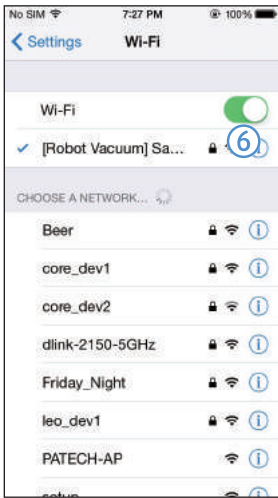 No SIM 7:27 PM 100%
Settings Wi-Fi
Wi-Fi
[Robot Vacuum] Sa...
6
CHOOSE A NETWORK...
Beer
core_dev1
core_dev2
dlink-2150-5GHz
Friday_Night
leo_dev1
PATECH-AP
setup